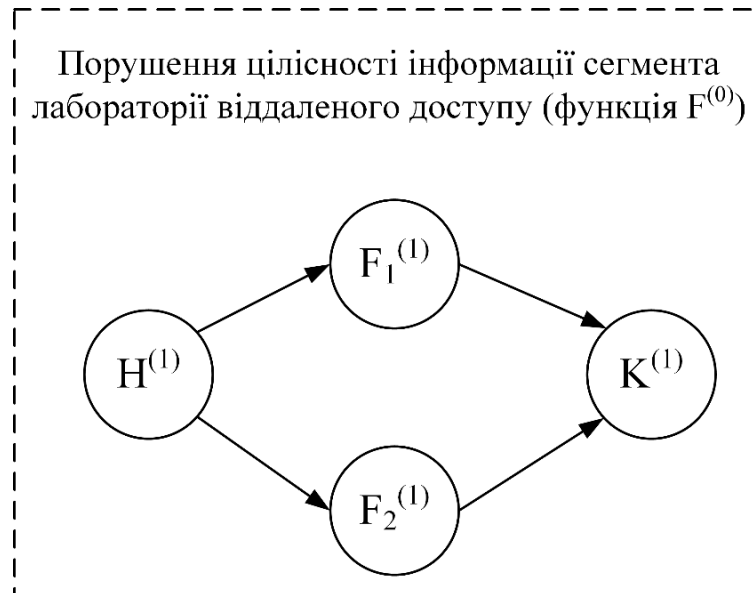 Порушення цілісності інформації сегмента
лабораторії віддаленого доступу (функція F⁽⁰⁾)
F₁⁽¹⁾
H⁽¹⁾
K⁽¹⁾
F₂⁽¹⁾